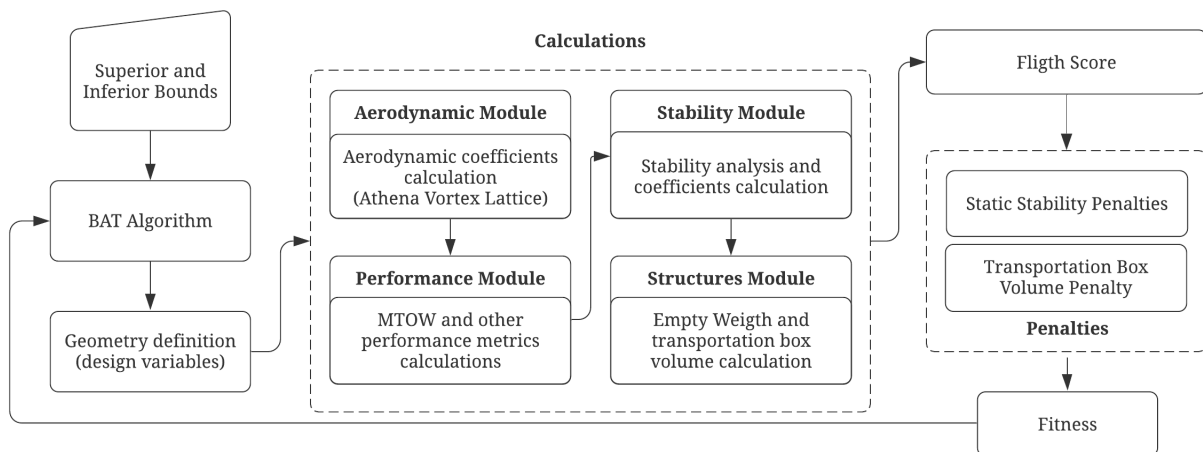 Superior and
Inferior Bounds
BAT Algorithm
Geometry definition
(design variables)
Calculations
Aerodynamic Module
Aerodynamic coefficients
calculation
(Athena Vortex Lattice)
Performance Module
MTOW and other
performance metrics
calculations
Stability Module
Stability analysis and
coefficients calculation
Structures Module
Empty Weigth and
transportation box
volume calculation
Fligth Score
Static Stability Penalties
Transportation Box
Volume Penalty
Penalties
Fitness